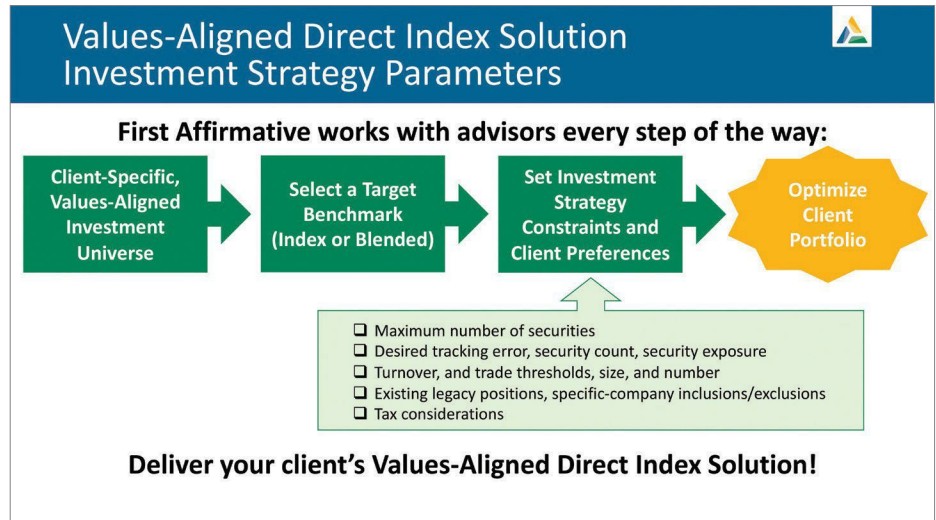 Values-Aligned Direct Index Solution
Investment Strategy Parameters
First Affirmative works with advisors every step of the way:
Client-Specific,
Values-Aligned
Investment
Universe
Select a Target
Benchmark
(Index or Blended)
Set Investment
Strategy
Constraints and
Client Preferences
Optimize
Client
Portfolio
❑ Maximum number of securities
❑ Desired tracking error, security count, security exposure
❑ Turnover, and trade thresholds, size, and number
❑ Existing legacy positions, specific-company inclusions/exclusions
❑ Tax considerations
Deliver your client’s Values-Aligned Direct Index Solution!